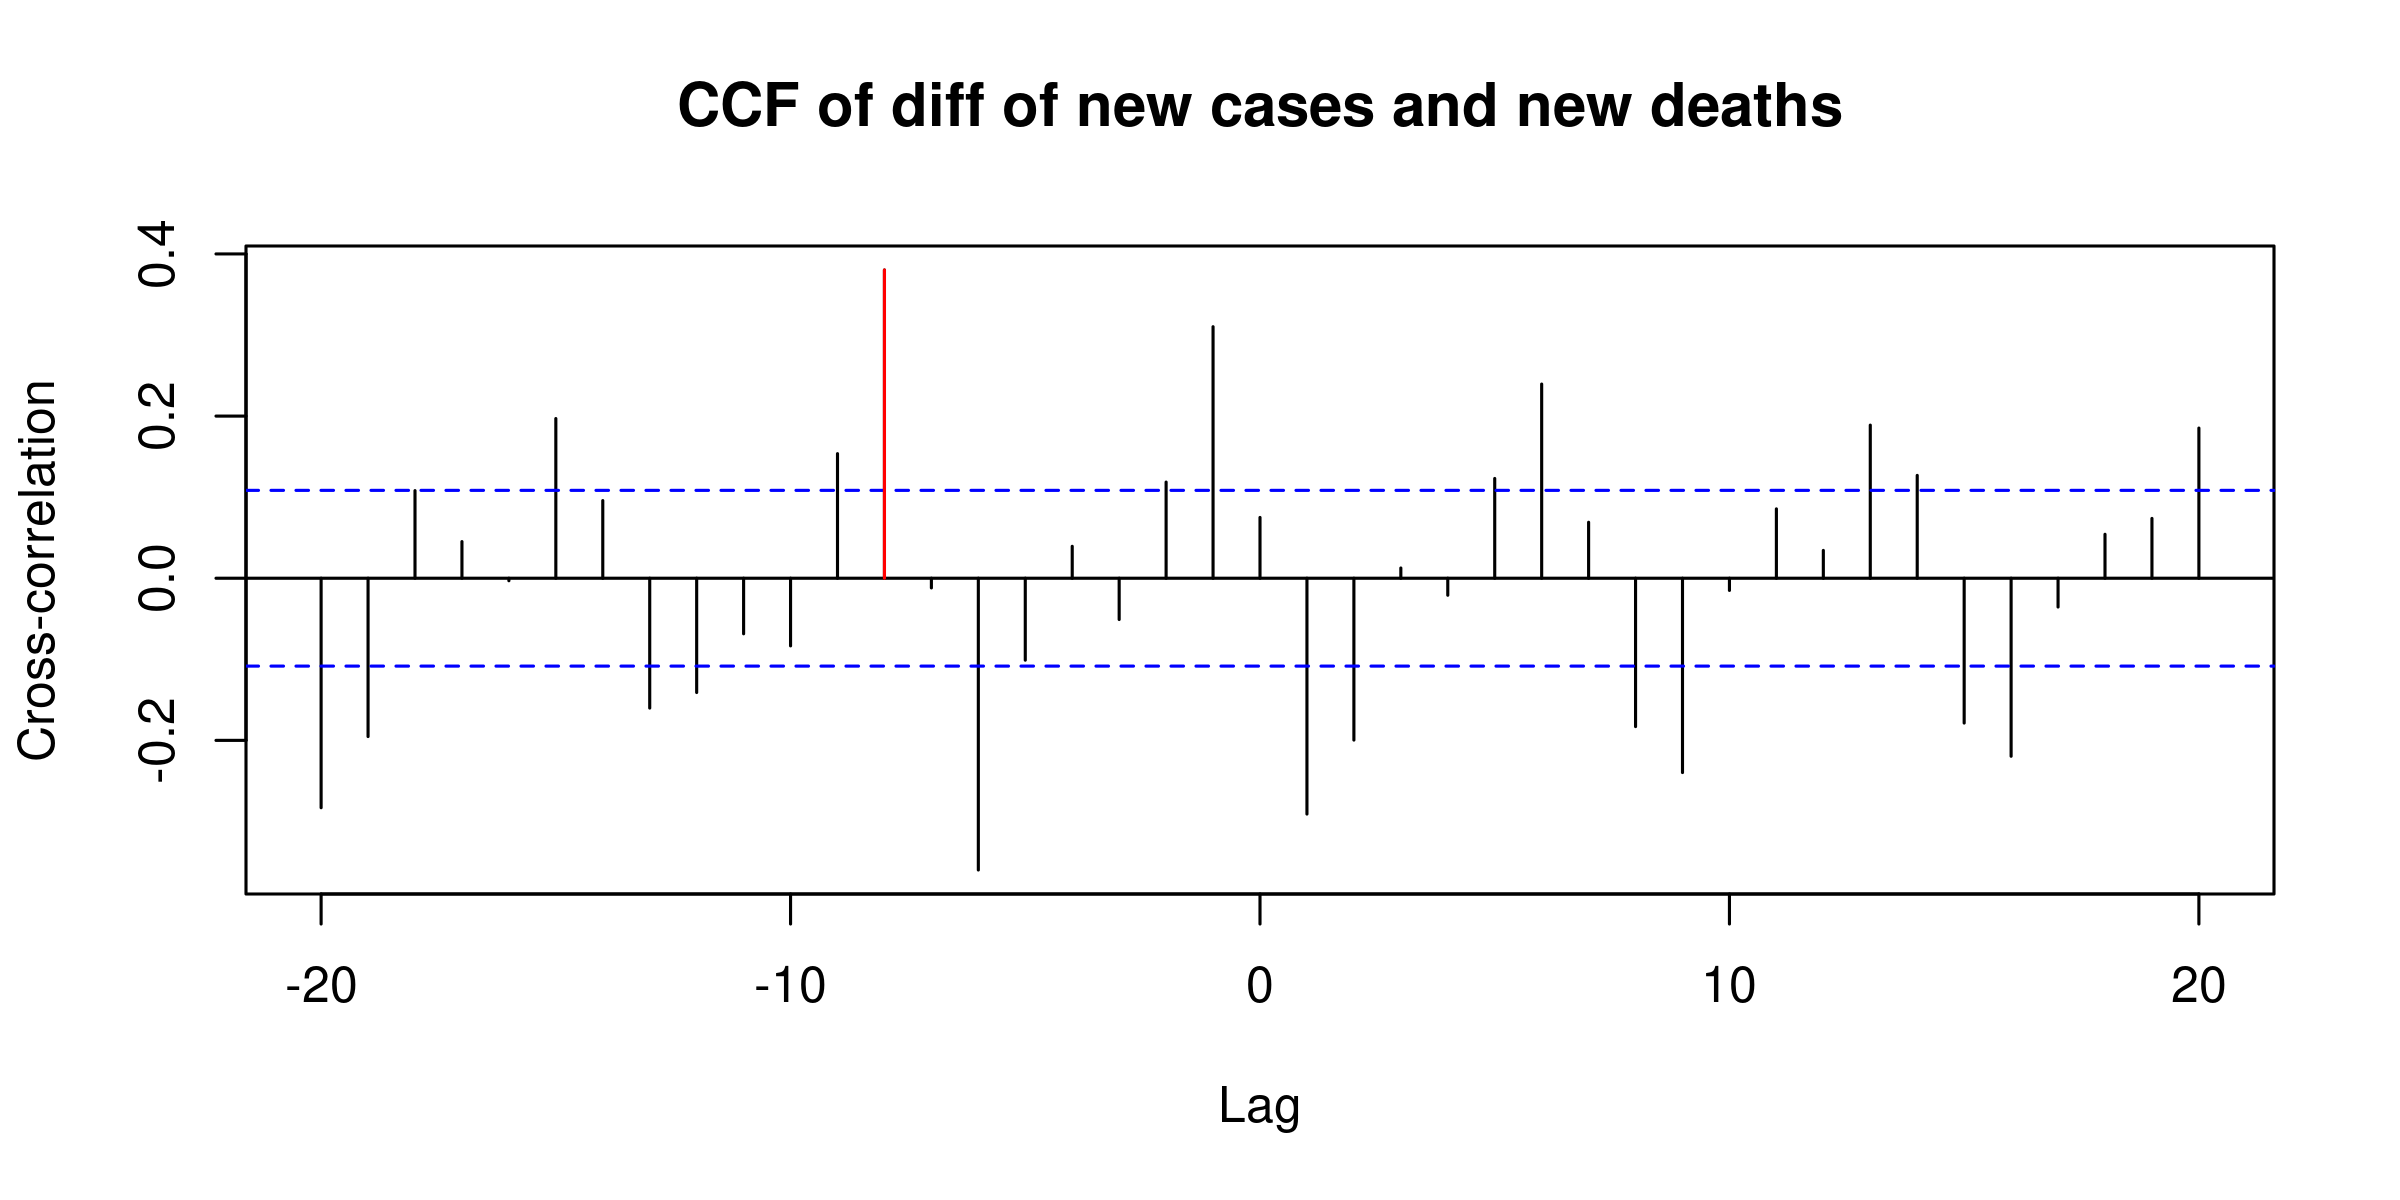 CCF of diff of new cases and new deaths
Cross-correlation
0.4
0.2
0.0
-0.2
-20 -10 0 10 20
Lag